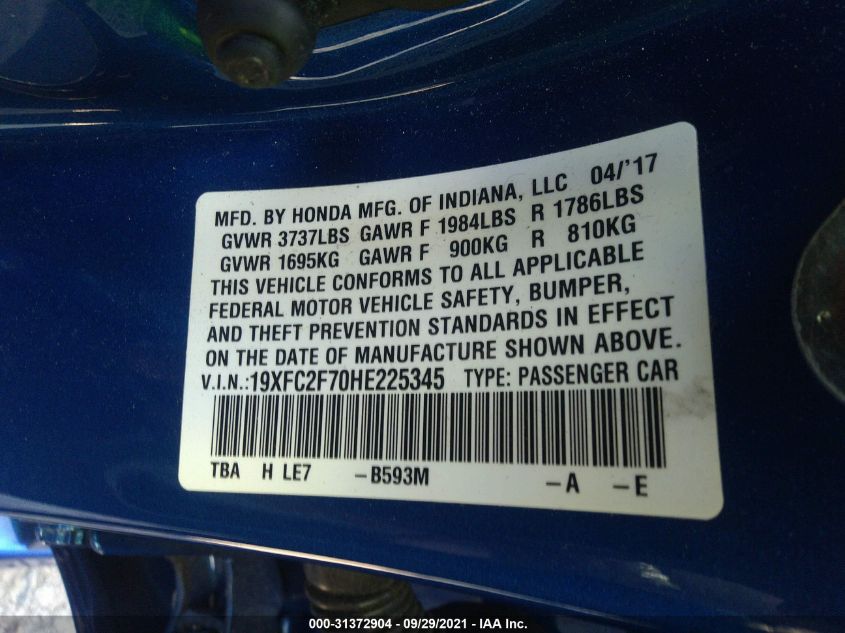 MFD. BY HONDA MFG. OF INDIANA, LLC 04/'17
GVWR 3737LBS GAWR F 1984LBS R 1786LBS
GVWR 1695KG GAWR F 900KG R 810KG
THIS VEHICLE CONFORMS TO ALL APPLICABLE
FEDERAL MOTOR VEHICLE SAFETY, BUMPER,
AND THEFT PREVENTION STANDARDS IN EFFECT
ON THE DATE OF MANUFACTURE SHOWN ABOVE.
V.I.N.:19XFC2F70HE225345 TYPE: PASSENGER CAR
TBA H LE7 -B593M -A -E
000-31372904 - 09/29/2021 - IAA Inc.